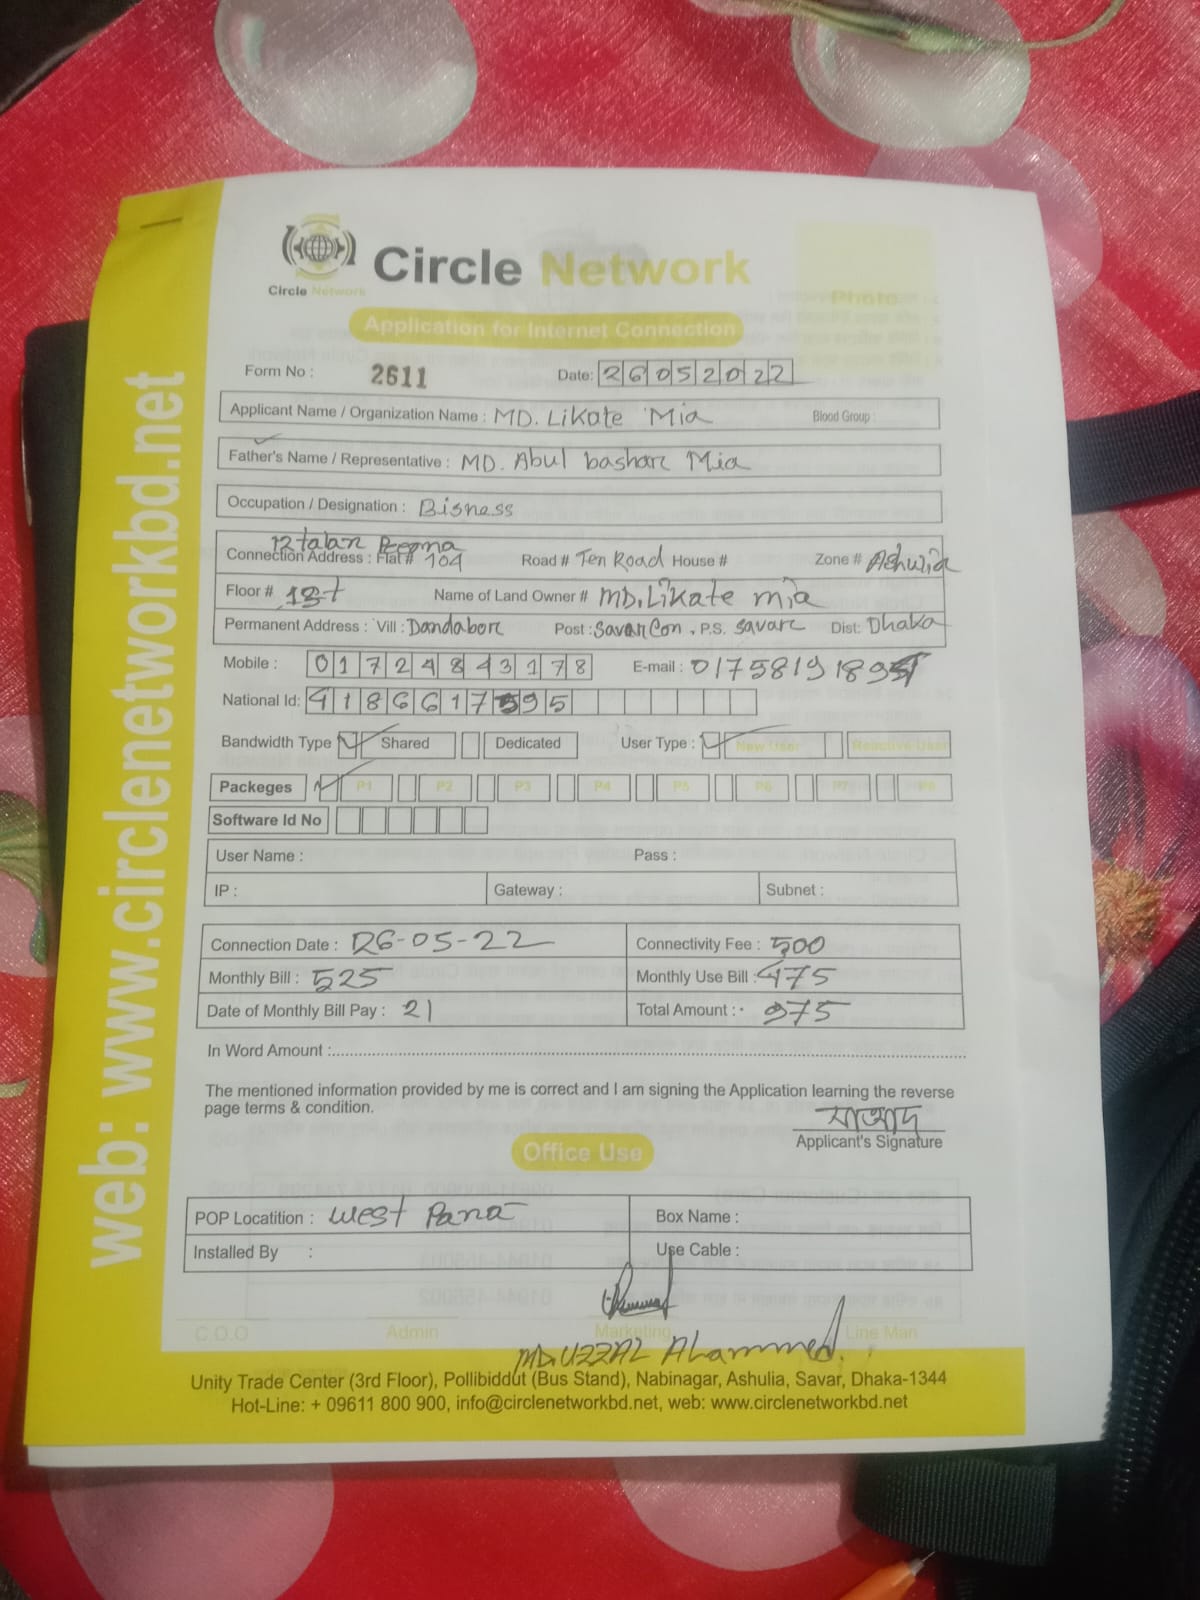 Circle Network
Circle Network
Photo
Application for Internet Connection
Form No : 2611 Date: 26052022
Applicant Name / Organization Name : MD. Likate Mia Blood Group :
Father's Name / Representative : MD. Abul bashar Mia
Occupation / Designation : Bisness
12 talar
Connection Address : Flat # 104 Road # Ten Road House # Zone # Ashulia
Floor # 1st Name of Land Owner # MD. Likate mia
Permanent Address : Vill : Dandabor Post : Savar Con, P.S. Savar Dist: Dhaka
Mobile : 01724843178 E-mail :
National Id:
Bandwidth Type Shared Dedicated User Type : New User Reactive User
Packeges P1 P2 P3 P4 P5 P6 P7 P8
Software Id No
User Name : Pass :
IP : Gateway : Subnet :
Connection Date : 26-05-22 Connectivity Fee : 500
Monthly Bill : 525 Monthly Use Bill : 475
Date of Monthly Bill Pay : 21 Total Amount : 975
In Word Amount :
The mentioned information provided by me is correct and I am signing the Application learning the reverse
page terms & condition.
Applicant's Signature
Office Use
POP Locatition : West Para Box Name :
Installed By : Use Cable :
C.O.O Admin Marketing Line Man
MD. UZZAL Ahammed.
Unity Trade Center (3rd Floor), Pollibiddut (Bus Stand), Nabinagar, Ashulia, Savar, Dhaka-1344
Hot-Line: + 09611 800 900, info@circlenetworkbd.net, web: www.circlenetworkbd.net
web: www.circlenetworkbd.net